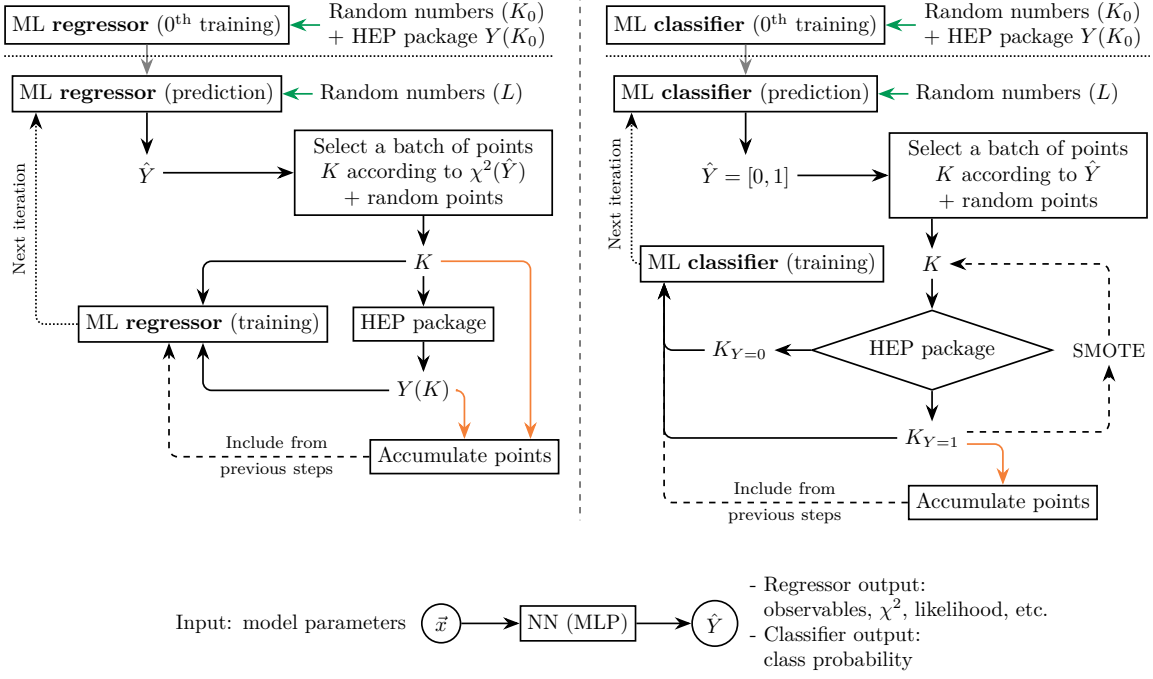 ML regressor (0th training)
Random numbers (K₀)
+ HEP package Y(K₀)
ML regressor (prediction)
Random numbers (L)
Ŷ
Select a batch of points
K according to χ²(Ŷ)
+ random points
Next iteration
K
ML regressor (training)
HEP package
Y(K)
Include from
previous steps
Accumulate points
ML classifier (0th training)
Random numbers (K₀)
+ HEP package Y(K₀)
ML classifier (prediction)
Random numbers (L)
Ŷ = [0, 1]
Select a batch of points
K according to Ŷ
+ random points
Next iteration
ML classifier (training)
K
HEP package
K_{Y=0}
SMOTE
K_{Y=1}
Include from
previous steps
Accumulate points
Input: model parameters
x⃗
NN (MLP)
Ŷ
- Regressor output:
observables, χ², likelihood, etc.
- Classifier output:
class probability